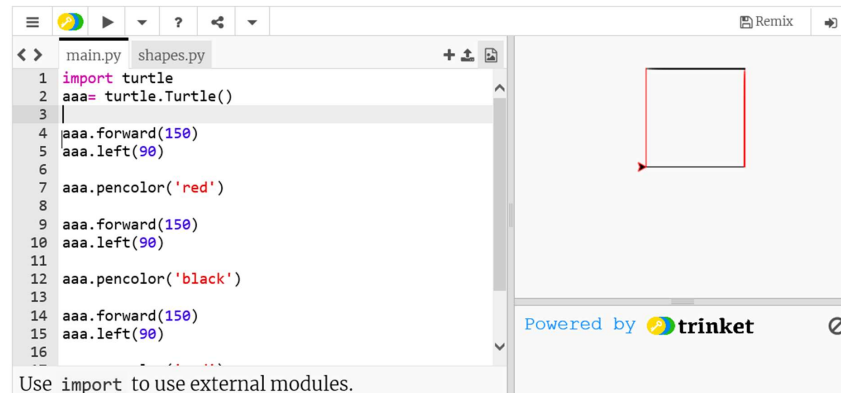 ?
Remix
main.py shapes.py
1 import turtle
2 aaa= turtle.Turtle()
3
4 aaa.forward(150)
5 aaa.left(90)
6
7 aaa.pencolor('red')
8
9 aaa.forward(150)
10 aaa.left(90)
11
12 aaa.pencolor('black')
13
14 aaa.forward(150)
15 aaa.left(90)
16
Use import to use external modules.
Powered by trinket